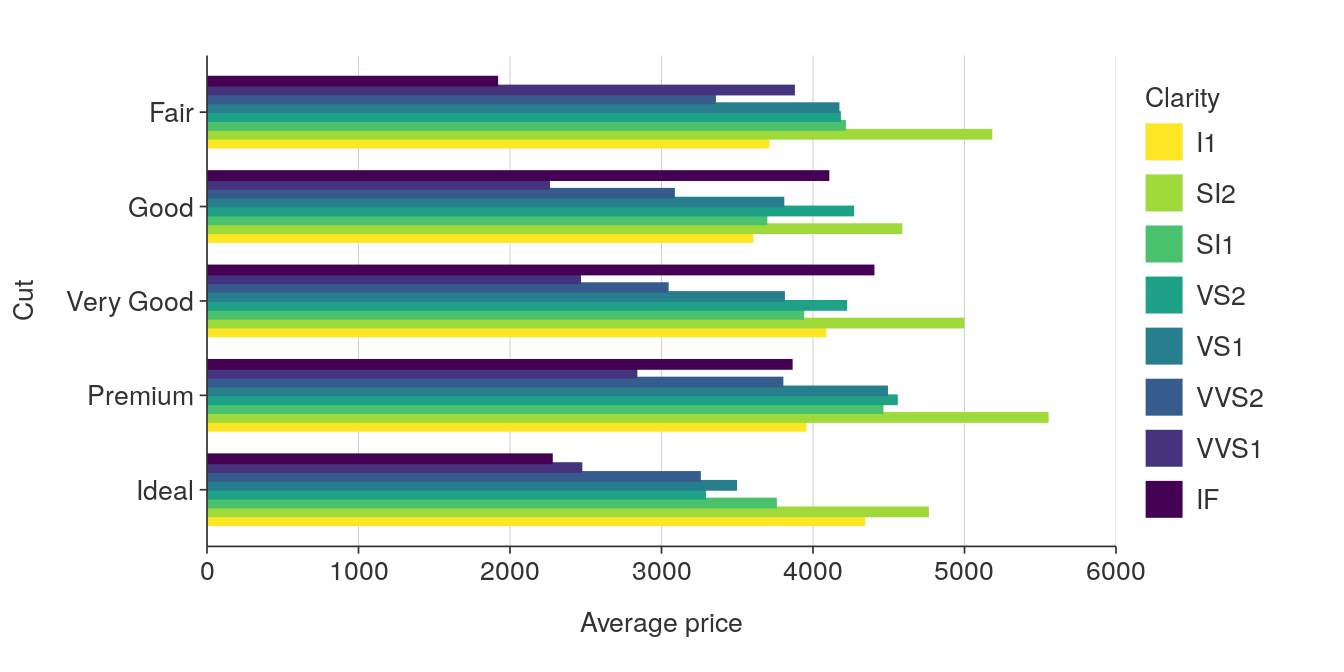 Fair
Good
Very Good
Premium
Ideal
Cut
0 1000 2000 3000 4000 5000 6000
Average price
Clarity
I1
SI2
SI1
VS2
VS1
VVS2
VVS1
IF